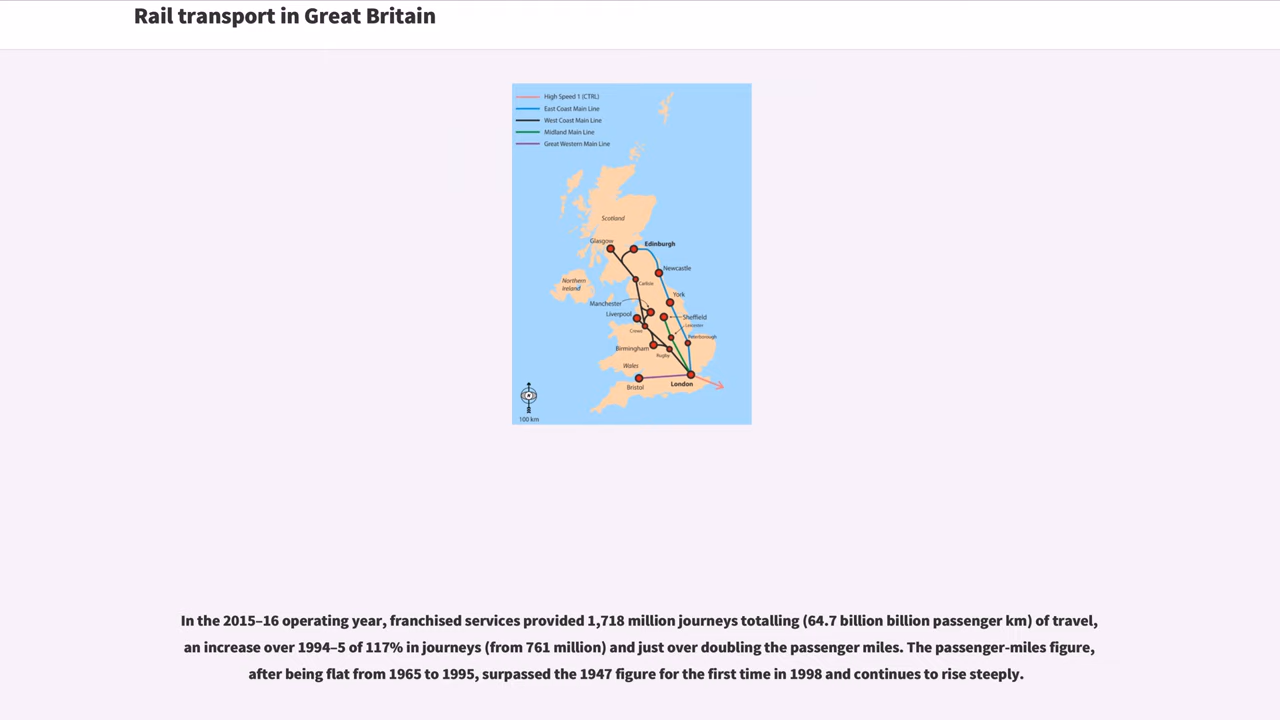 Rail transport in Great Britain
High Speed 1 (CTRL)
East Coast Main Line
West Coast Main Line
Midland Main Line
Great Western Main Line
Scotland
Glasgow
Edinburgh
Newcastle
Northern
Ireland
Carlisle
York
Manchester
Liverpool
Sheffield
Leicester
Crewe
Peterborough
Birmingham
Rugby
Wales
London
Bristol
N
100 km
In the 2015–16 operating year, franchised services provided 1,718 million journeys totalling (64.7 billion billion passenger km) of travel,
an increase over 1994–5 of 117% in journeys (from 761 million) and just over doubling the passenger miles. The passenger-miles figure,
after being flat from 1965 to 1995, surpassed the 1947 figure for the first time in 1998 and continues to rise steeply.